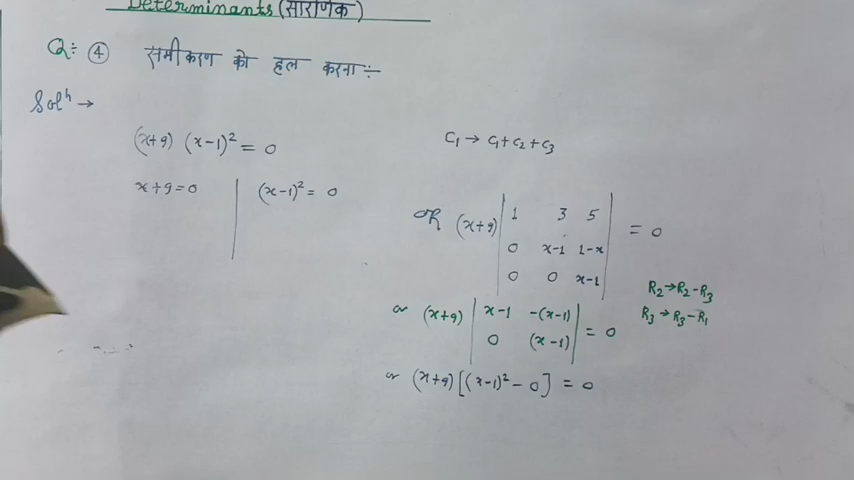 Determinants (सारणिक)
Q:- ④ समीकरण को हल करना :-
Solⁿ →
(x+9) (x-1)² = 0
x+9=0 | (x-1)² = 0
C₁ → C₁+C₂+C₃
or (x+9) | 1 3 5 | = 0
| 0 x-1 1-x |
| 0 0 x-1 |
R₂→R₂-R₃
R₃→R₃-R₁
or (x+9) | x-1 -(x-1) | = 0
| 0 (x-1) |
or (x+9) [(x-1)² - 0] = 0